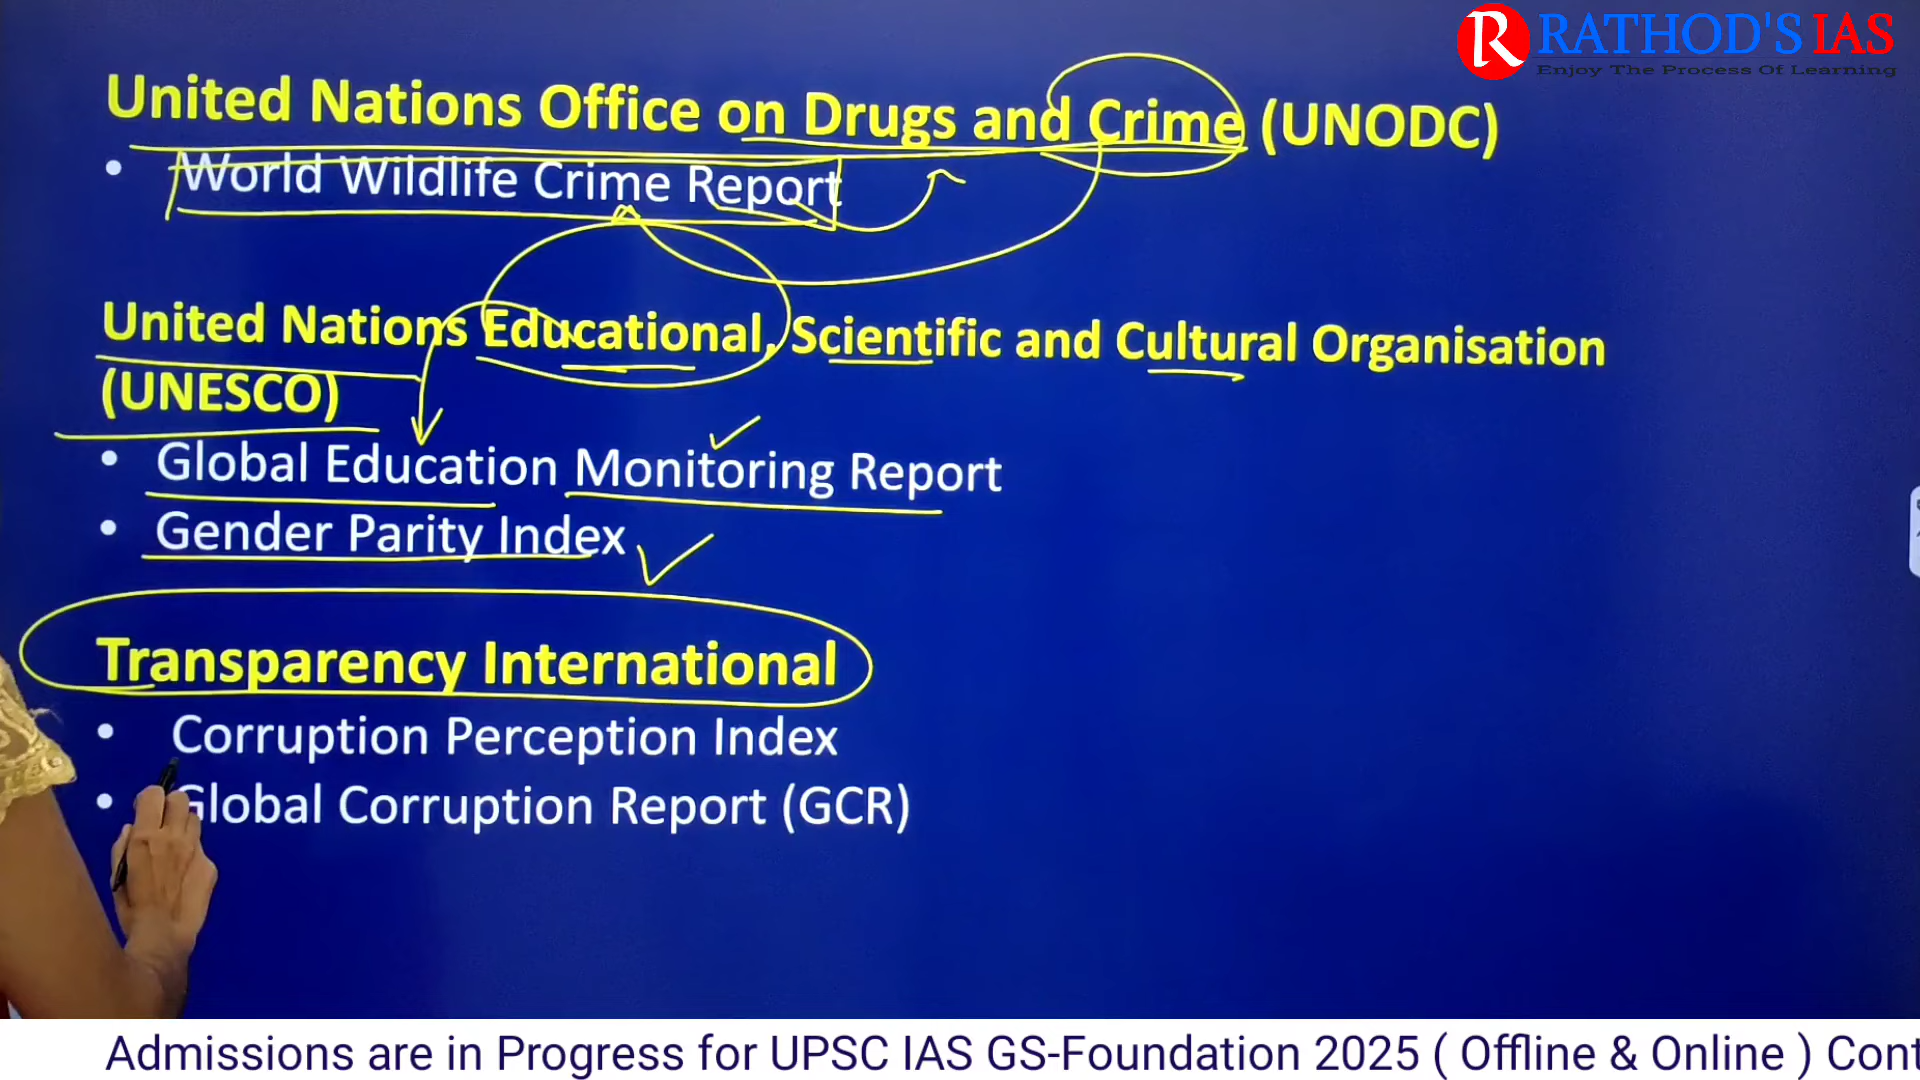 RATHOD'S IAS
Enjoy The Process Of Learning
United Nations Office on Drugs and Crime (UNODC)
• World Wildlife Crime Report
United Nations Educational, Scientific and Cultural Organisation
(UNESCO)
• Global Education Monitoring Report
• Gender Parity Index
Transparency International
• Corruption Perception Index
• Global Corruption Report (GCR)
Admissions are in Progress for UPSC IAS GS-Foundation 2025 ( Offline & Online ) Cont